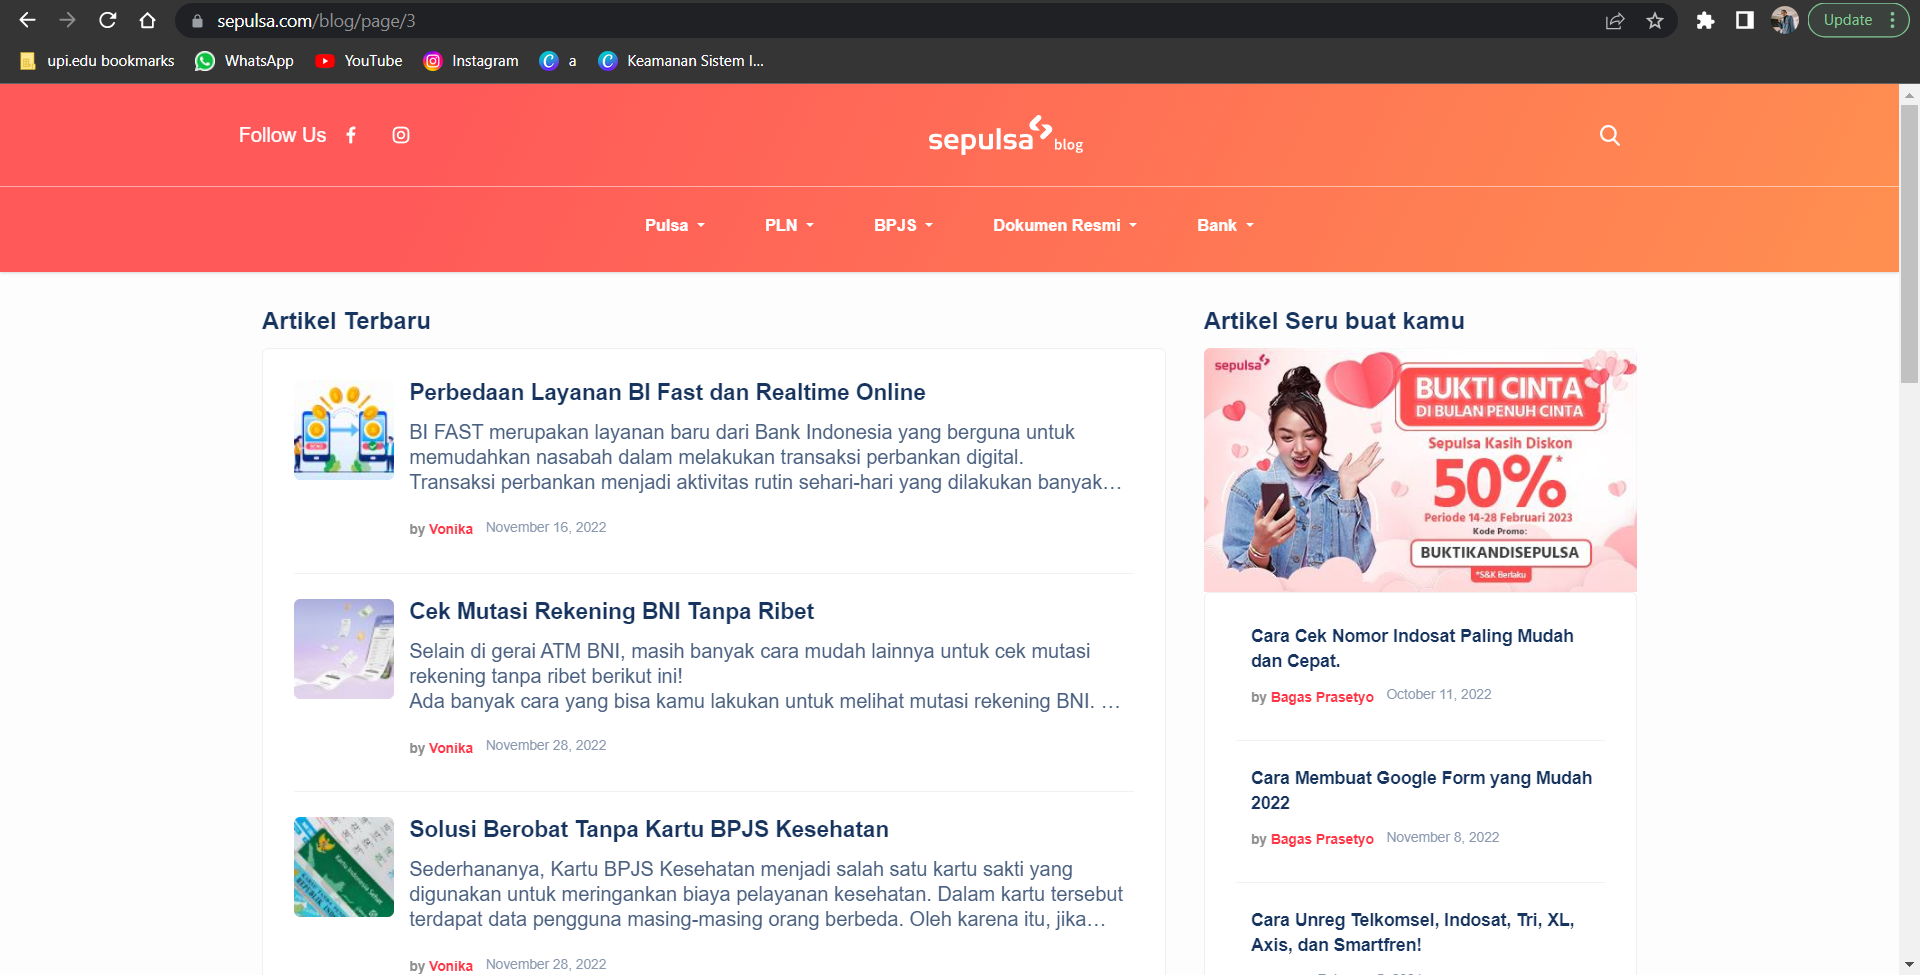 sepulsa.com/blog/page/3
Update
upi.edu bookmarks
WhatsApp
YouTube
Instagram
a
Keamanan Sistem I...
Follow Us
sepulsa blog
Pulsa
PLN
BPJS
Dokumen Resmi
Bank
Artikel Terbaru
Perbedaan Layanan BI Fast dan Realtime Online
BI FAST merupakan layanan baru dari Bank Indonesia yang berguna untuk
memudahkan nasabah dalam melakukan transaksi perbankan digital.
Transaksi perbankan menjadi aktivitas rutin sehari-hari yang dilakukan banyak…
by Vonika November 16, 2022
Cek Mutasi Rekening BNI Tanpa Ribet
Selain di gerai ATM BNI, masih banyak cara mudah lainnya untuk cek mutasi
rekening tanpa ribet berikut ini!
Ada banyak cara yang bisa kamu lakukan untuk melihat mutasi rekening BNI. …
by Vonika November 28, 2022
Solusi Berobat Tanpa Kartu BPJS Kesehatan
Sederhananya, Kartu BPJS Kesehatan menjadi salah satu kartu sakti yang
digunakan untuk meringankan biaya pelayanan kesehatan. Dalam kartu tersebut
terdapat data pengguna masing-masing orang berbeda. Oleh karena itu, jika…
by Vonika November 28, 2022
Artikel Seru buat kamu
sepulsa
BUKTI CINTA
DI BULAN PENUH CINTA
Sepulsa Kasih Diskon
50%*
Periode 14-28 Februari 2023
Kode Promo:
BUKTIKANDISEPULSA
*S&K Berlaku
Cara Cek Nomor Indosat Paling Mudah
dan Cepat.
by Bagas Prasetyo October 11, 2022
Cara Membuat Google Form yang Mudah
2022
by Bagas Prasetyo November 8, 2022
Cara Unreg Telkomsel, Indosat, Tri, XL,
Axis, dan Smartfren!